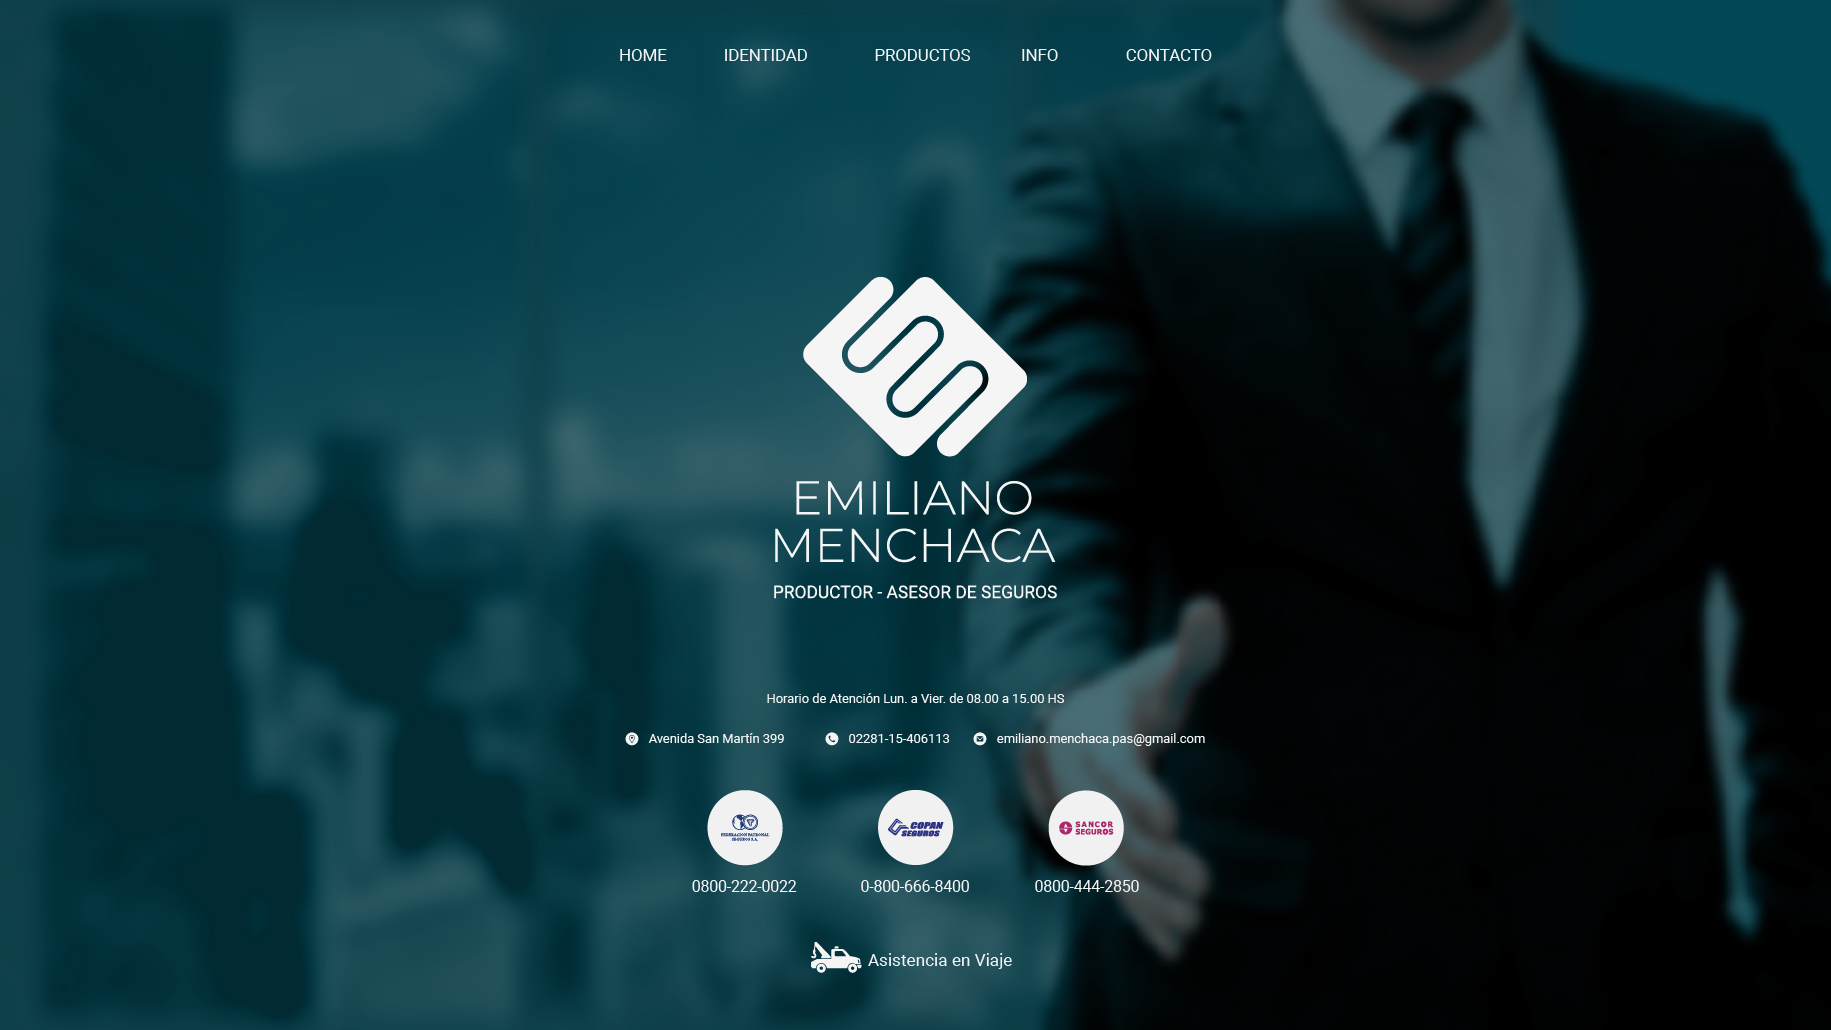 HOME IDENTIDAD PRODUCTOS INFO CONTACTO
EMILIANO
MENCHACA
PRODUCTOR - ASESOR DE SEGUROS
Horario de Atención Lun. a Vier. de 08.00 a 15.00 HS
Avenida San Martín 399 02281-15-406113 emiliano.menchaca.pas@gmail.com
FEDERACION PATRONAL
SEGUROS S.A.
COPAN
SEGUROS
SANCOR
SEGUROS
0800-222-0022 0-800-666-8400 0800-444-2850
Asistencia en Viaje